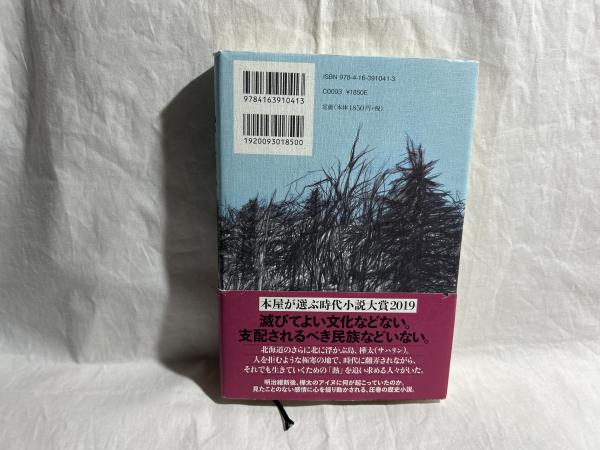 ISBN 978-4-16-391041-3
C0093 ¥1850E
定価（本体1850円+税）
9784163910413
1920093018500
本屋が選ぶ時代小説大賞2019
滅びてよい文化などない。
支配されるべき民族などいない。
北海道のさらに北に浮かぶ島、樺太（サハリン）。
人を拒むような極寒の地で、時代に翻弄されながら、
それでも生きていくための「熱」を追い求める人々がいた。
明治維新後、樺太のアイヌに何が起こっていたのか。
見たことのない感情に心を揺り動かされる、圧巻の歴史小説。